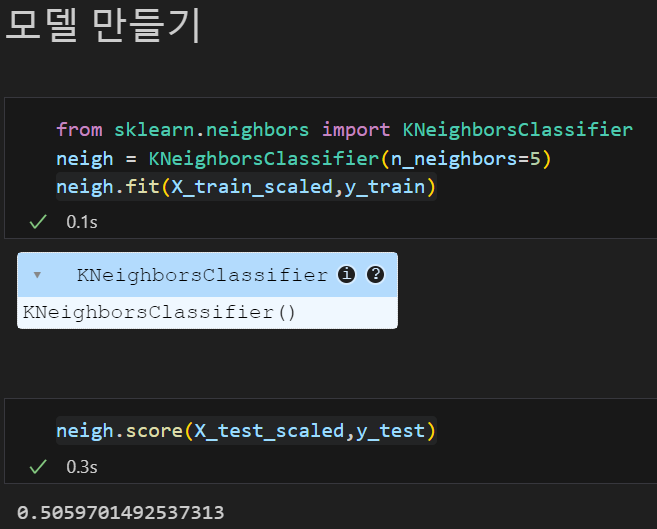 모델 만들기
from sklearn.neighbors import KNeighborsClassifier
neigh = KNeighborsClassifier(n_neighbors=5)
neigh.fit(X_train_scaled,y_train)
✓ 0.1s
▾ KNeighborsClassifier i ?
KNeighborsClassifier()
neigh.score(X_test_scaled,y_test)
✓ 0.3s
0.5059701492537313